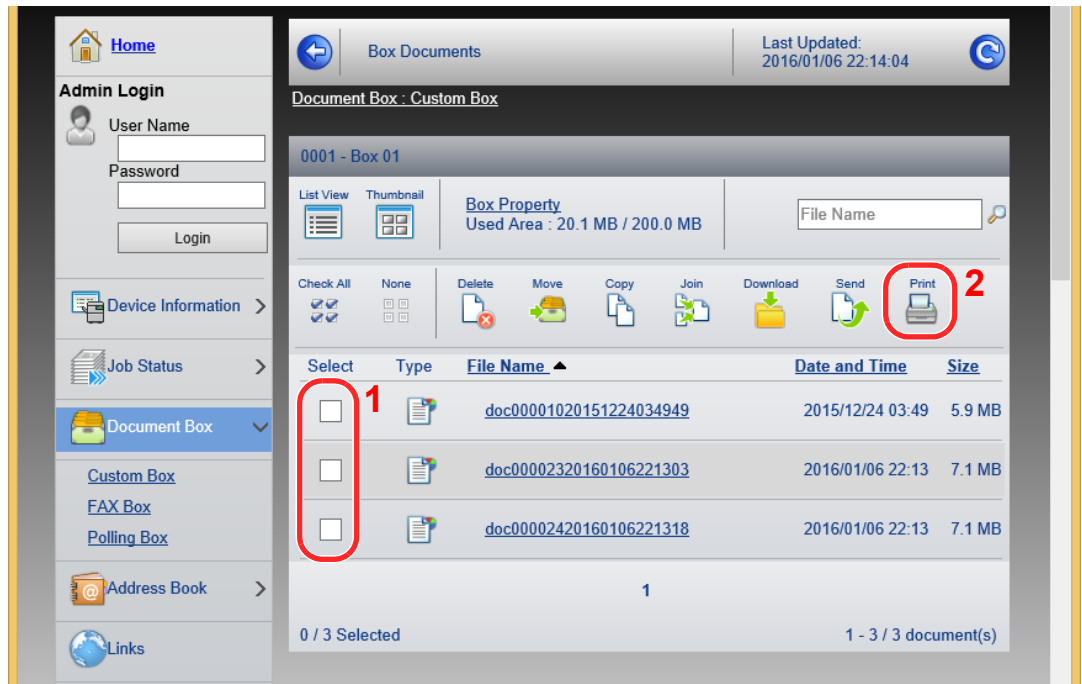 Home
Admin Login
User Name
Password
Login
Device Information
Job Status
Document Box
Custom Box
FAX Box
Polling Box
Address Book
Links
Box Documents
Last Updated:
2016/01/06 22:14:04
Document Box : Custom Box
0001 - Box 01
List View Thumbnail
Box Property
Used Area : 20.1 MB / 200.0 MB
File Name
Check All None Delete Move Copy Join Download Send Print 2
Select Type File Name Date and Time Size
1
doc00001020151224034949 2015/12/24 03:49 5.9 MB
doc00002320160106221303 2016/01/06 22:13 7.1 MB
doc00002420160106221318 2016/01/06 22:13 7.1 MB
1
0 / 3 Selected 1 - 3 / 3 document(s)